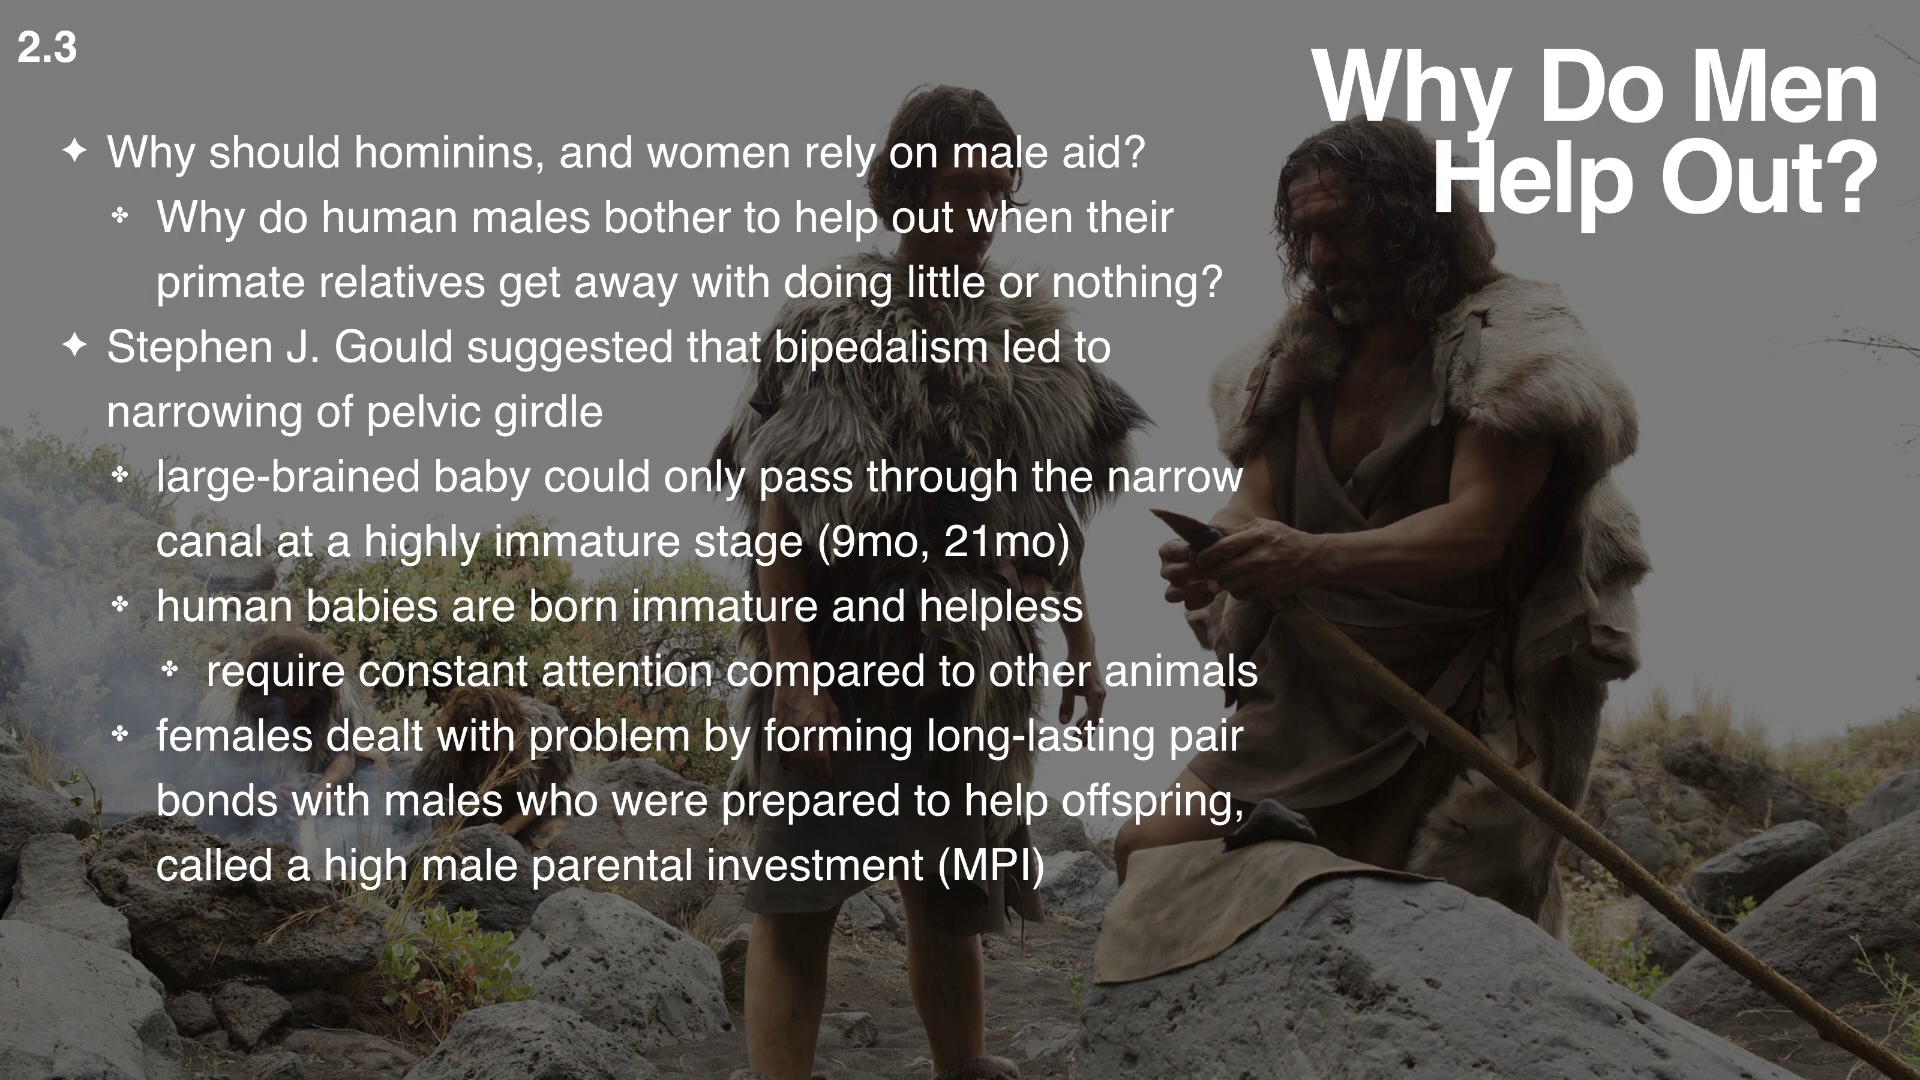 2.3
Why Do Men
Help Out?
✦ Why should hominins, and women rely on male aid?
✤ Why do human males bother to help out when their
primate relatives get away with doing little or nothing?
✦ Stephen J. Gould suggested that bipedalism led to
narrowing of pelvic girdle
✤ large-brained baby could only pass through the narrow
canal at a highly immature stage (9mo, 21mo)
✤ human babies are born immature and helpless
✤ require constant attention compared to other animals
✤ females dealt with problem by forming long-lasting pair
bonds with males who were prepared to help offspring,
called a high male parental investment (MPI)